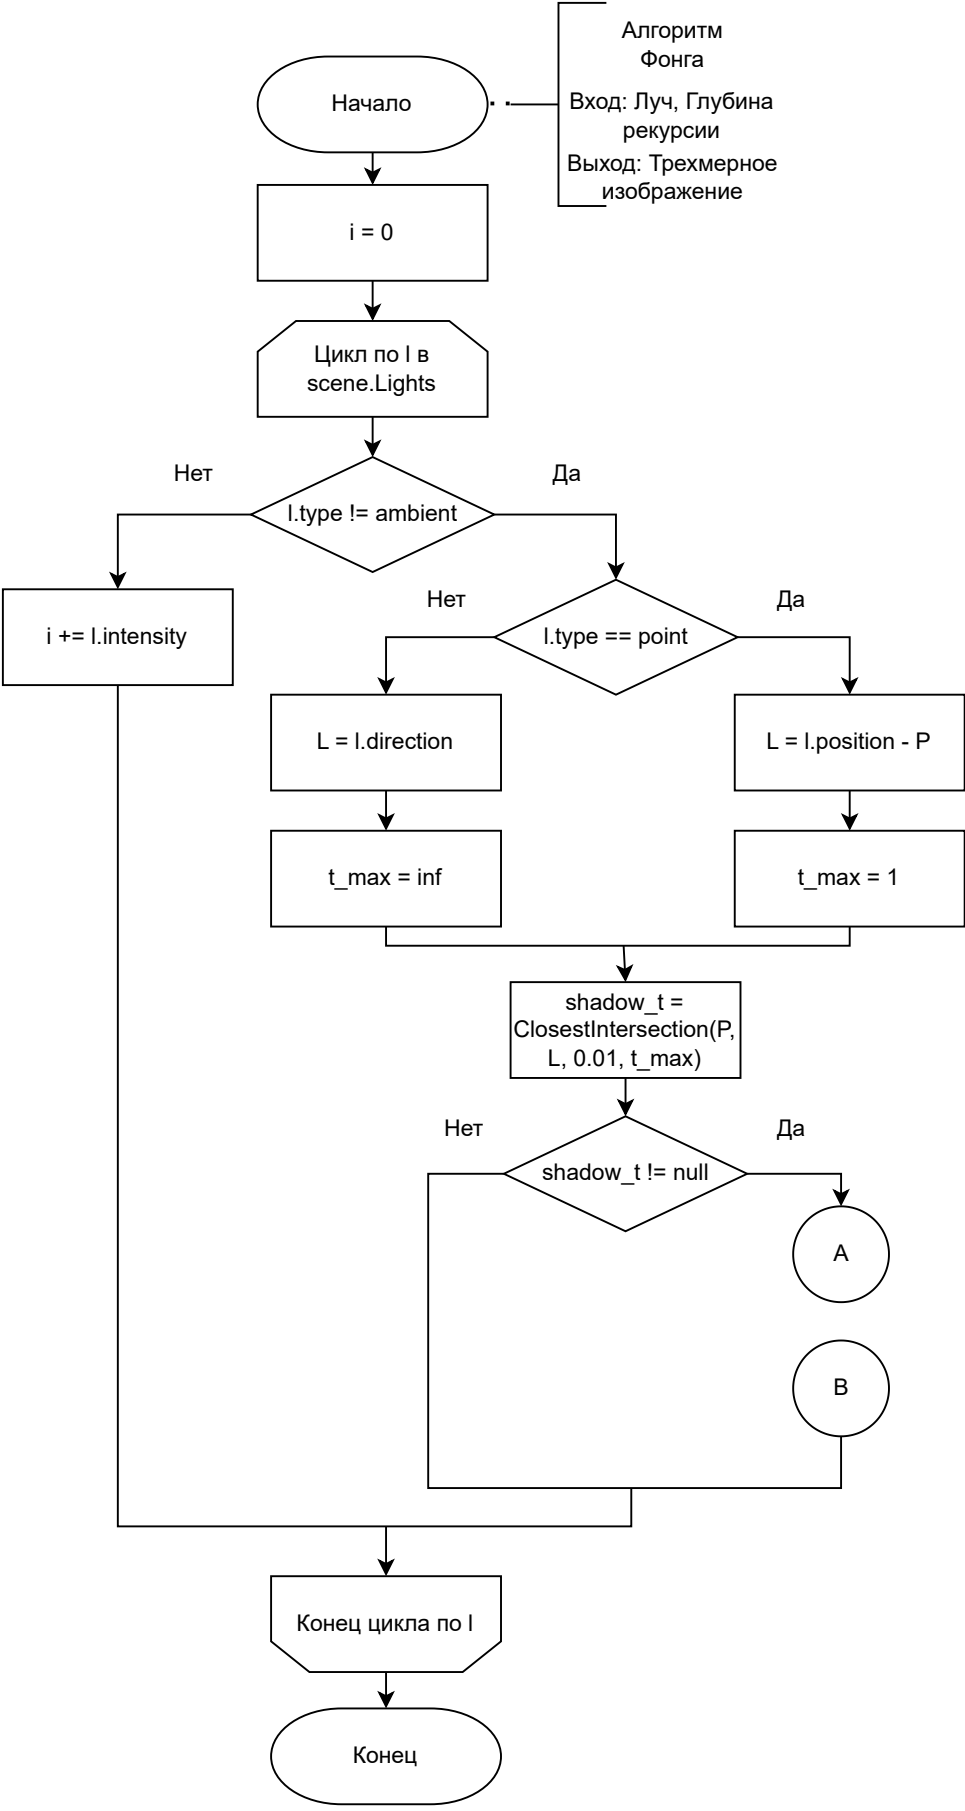 Алгоритм
Фонга
Вход: Луч, Глубина
рекурсии
Выход: Трехмерное
изображение
Начало
i = 0
Цикл по l в
scene.Lights
Нет
Да
l.type != ambient
i += l.intensity
Нет
Да
l.type == point
L = l.direction
L = l.position - P
t_max = inf
t_max = 1
shadow_t =
ClosestIntersection(P,
L, 0.01, t_max)
Нет
Да
shadow_t != null
A
B
Конец цикла по l
Конец